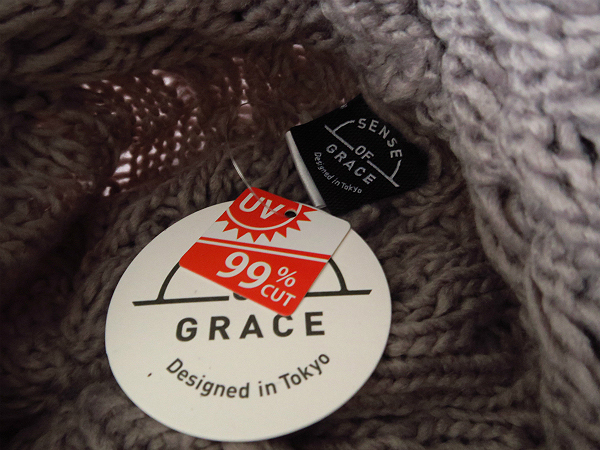 SENSE
OF
GRACE
Designed in Tokyo
UV
99% CUT
GRACE
Designed in Tokyo